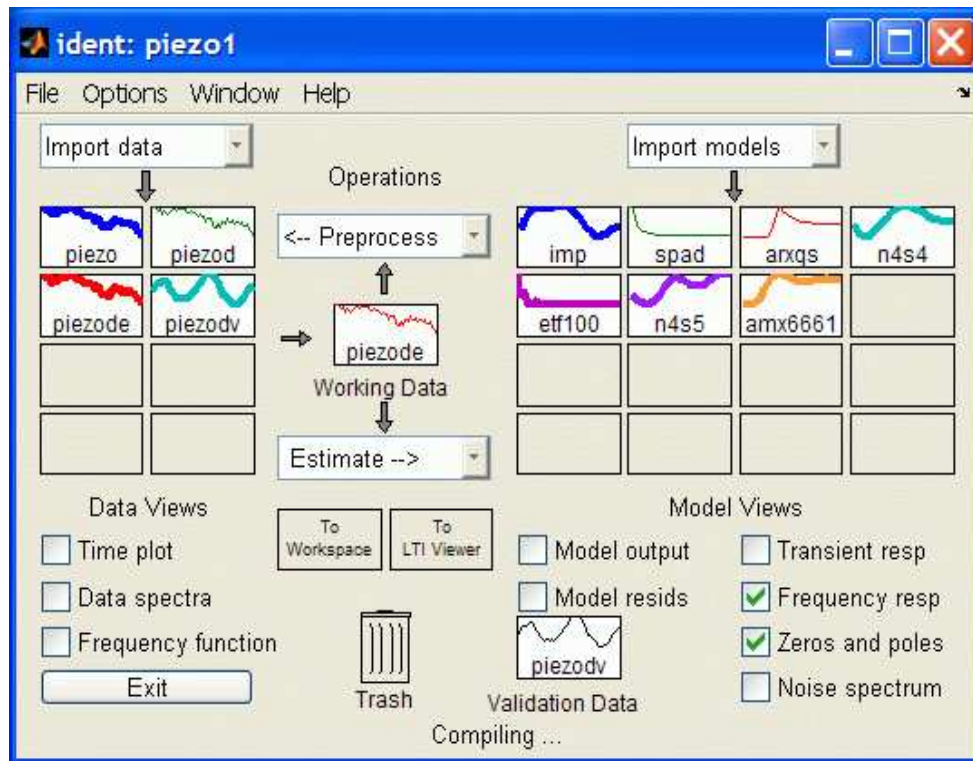 ident: piezo1
File Options Window Help
Import data
Import models
Operations
piezo piezod
<-- Preprocess
imp spad arxqs n4s4
piezode piezodv
piezode
etf100 n4s5 amx6661
Working Data
Estimate -->
Data Views
Model Views
To Workspace
To LTI Viewer
Time plot
Model output
Transient resp
Data spectra
Model resids
Frequency resp
Frequency function
piezodv
Zeros and poles
Exit
Trash
Validation Data
Noise spectrum
Compiling ...